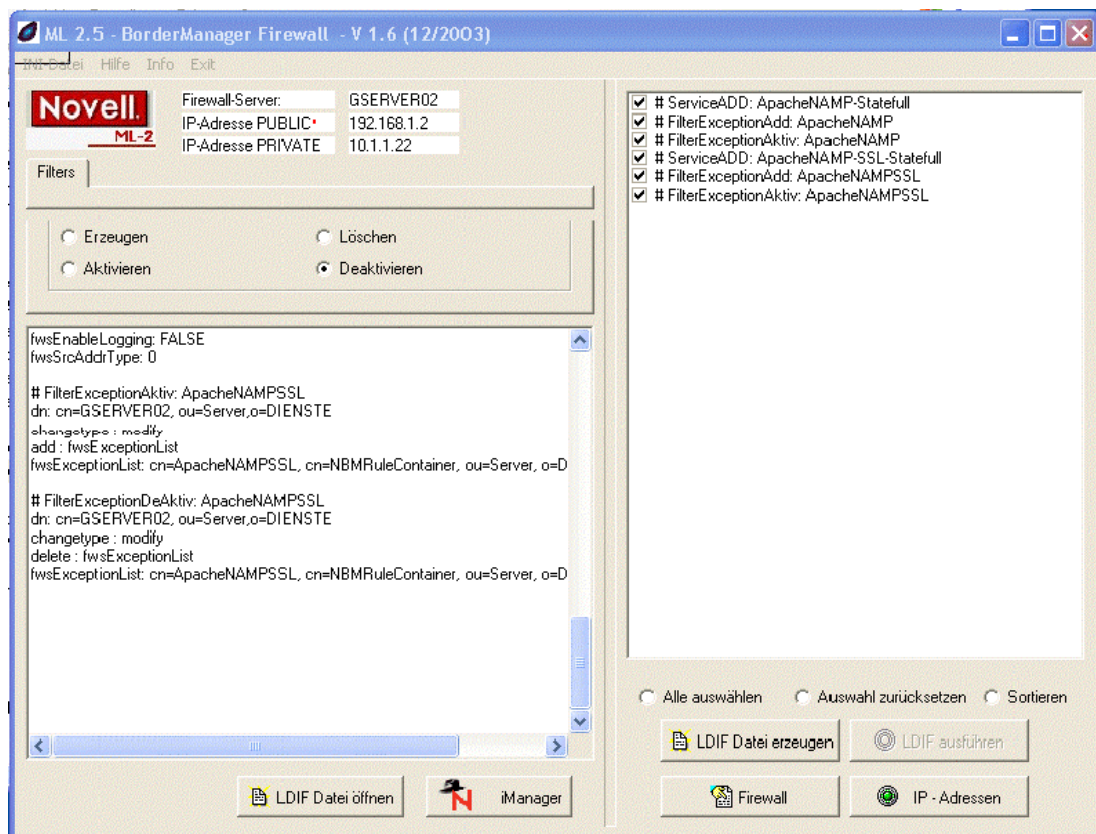 ML 2.5 - BorderManager Firewall - V 1.6 (12/2003)
INI-Datei Hilfe Info Exit
Novell.
ML-2
Firewall-Server: GSERVER02
IP-Adresse PUBLIC 192.168.1.2
IP-Adresse PRIVATE 10.1.1.22
Filters
Erzeugen Löschen
Aktivieren Deaktivieren
fwsEnableLogging: FALSE
fwsSrcAddrType: 0
# FilterExceptionAktiv: ApacheNAMPSSL
dn: cn=GSERVER02, ou=Server,o=DIENSTE
changetype : modify
add : fwsExceptionList
fwsExceptionList: cn=ApacheNAMPSSL, cn=NBMRuleContainer, ou=Server, o=D
# FilterExceptionDeAktiv: ApacheNAMPSSL
dn: cn=GSERVER02, ou=Server,o=DIENSTE
changetype : modify
delete : fwsExceptionList
fwsExceptionList: cn=ApacheNAMPSSL, cn=NBMRuleContainer, ou=Server, o=D
LDIF Datei öffnen
N iManager
# ServiceADD: ApacheNAMP-Statefull
# FilterExceptionAdd: ApacheNAMP
# FilterExceptionAktiv: ApacheNAMP
# ServiceADD: ApacheNAMP-SSL-Statefull
# FilterExceptionAdd: ApacheNAMPSSL
# FilterExceptionAktiv: ApacheNAMPSSL
Alle auswählen Auswahl zurücksetzen Sortieren
LDIF Datei erzeugen LDIF ausführen
Firewall IP - Adressen